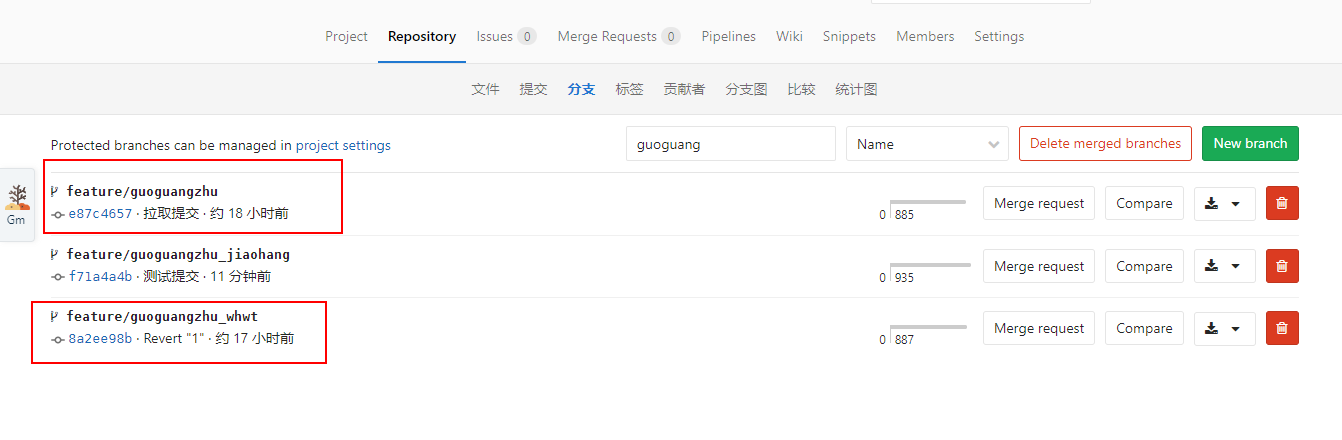 Project Repository Issues 0 Merge Requests 0 Pipelines Wiki Snippets Members Settings
文件 提交 分支 标签 贡献者 分支图 比较 统计图
Protected branches can be managed in project settings guoguang Name Delete merged branches New branch
feature/guoguangzhu
e87c4657 · 拉取提交 · 约 18 小时前 0 885 Merge request Compare
Gm
feature/guoguangzhu_jiaohang
f71a4a4b · 测试提交 · 11 分钟前 0 935 Merge request Compare
feature/guoguangzhu_whwt
8a2ee98b · Revert "1" · 约 17 小时前 0 887 Merge request Compare